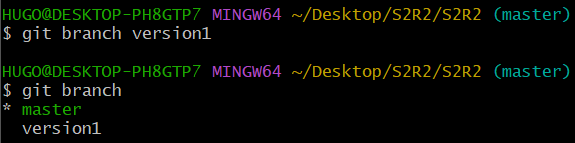 HUGO@DESKTOP-PH8GTP7 MINGW64 ~/Desktop/S2R2/S2R2 (master)
$ git branch version1
HUGO@DESKTOP-PH8GTP7 MINGW64 ~/Desktop/S2R2/S2R2 (master)
$ git branch
* master
version1